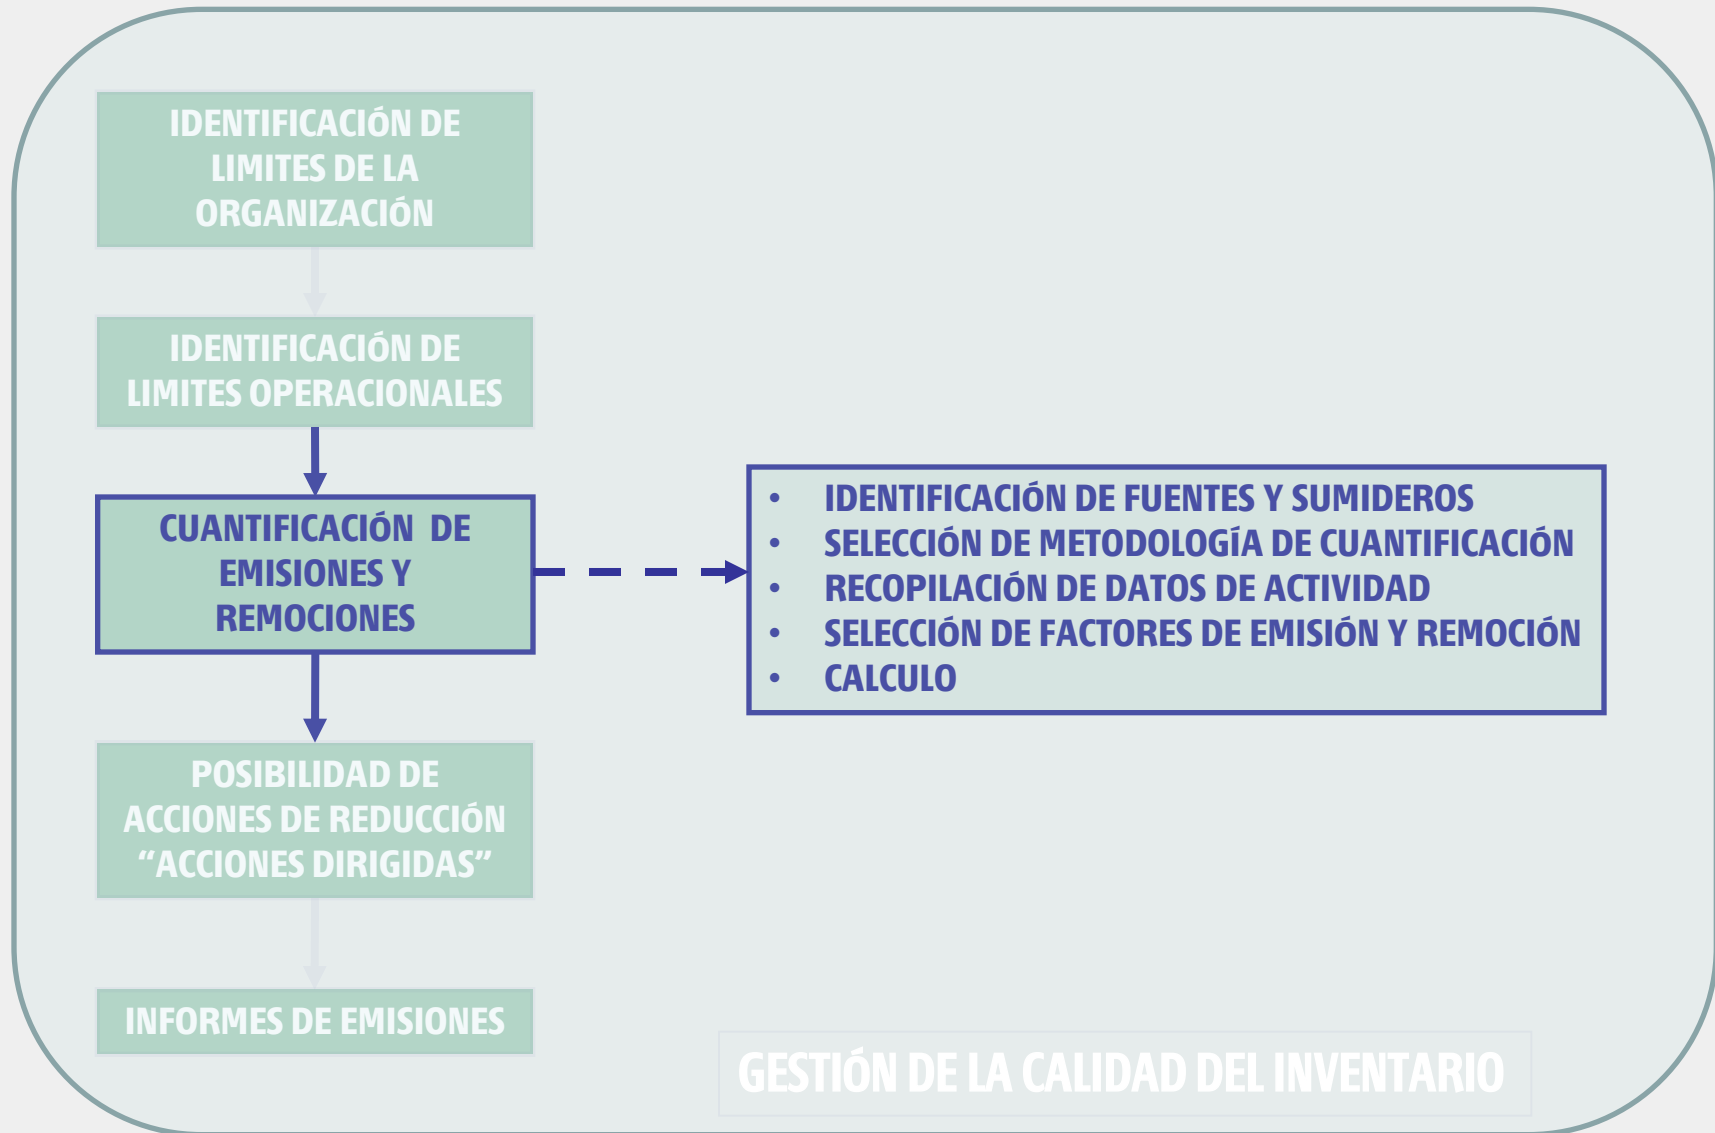 IDENTIFICACIÓN DE
LIMITES DE LA
ORGANIZACIÓN
IDENTIFICACIÓN DE
LIMITES OPERACIONALES
CUANTIFICACIÓN DE
EMISIONES Y
REMOCIONES
• IDENTIFICACIÓN DE FUENTES Y SUMIDEROS
• SELECCIÓN DE METODOLOGÍA DE CUANTIFICACIÓN
• RECOPILACIÓN DE DATOS DE ACTIVIDAD
• SELECCIÓN DE FACTORES DE EMISIÓN Y REMOCIÓN
• CALCULO
POSIBILIDAD DE
ACCIONES DE REDUCCIÓN
“ACCIONES DIRIGIDAS”
INFORMES DE EMISIONES
GESTIÓN DE LA CALIDAD DEL INVENTARIO